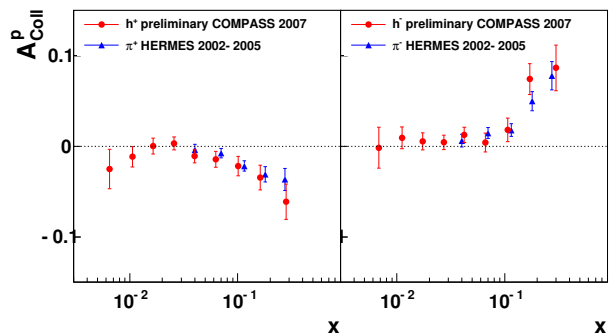 A^p_Coll
h⁺ preliminary COMPASS 2007
π⁺ HERMES 2002- 2005
h⁻ preliminary COMPASS 2007
π⁻ HERMES 2002- 2005
0.1
0
- 0.1
10⁻² 10⁻¹ 10⁻² 10⁻¹
x x